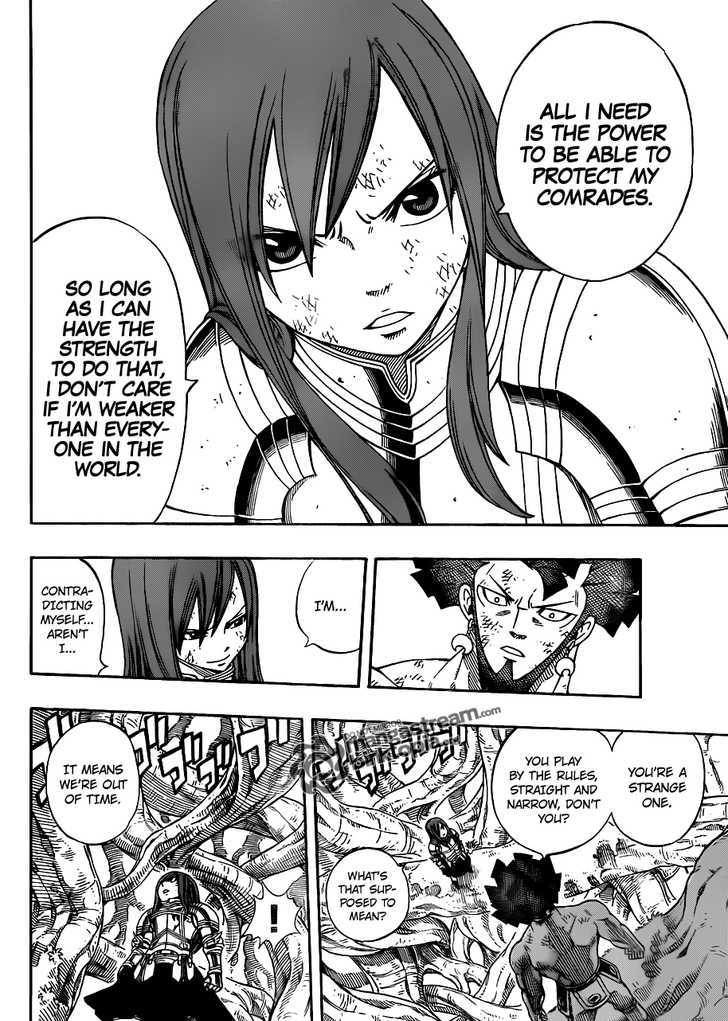 ALL I NEED
IS THE POWER
TO BE ABLE TO
PROTECT MY
COMRADES.
SO LONG
AS I CAN
HAVE THE
STRENGTH
TO DO THAT,
I DON'T CARE
IF I'M WEAKER
THAN EVERY-
ONE IN THE
WORLD.
I'M...
CONTRA-
DICTING
MYSELF...
AREN'T
I...
YOU'RE A
STRANGE
ONE.
YOU PLAY
BY THE RULES,
STRAIGHT AND
NARROW, DON'T
YOU?
WHAT'S
THAT SUP-
POSED TO
MEAN?
mangastream.com
IT MEANS
WE'RE OUT
OF TIME.
!